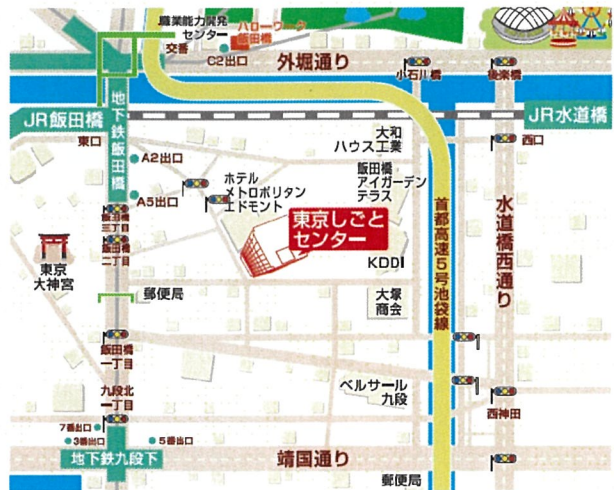 職業能力開発
センター
ハローワーク
飯田橋
交番
C2出口
外堀通り
小石川橋
後楽橋
JR飯田橋
東口
地下鉄飯田橋
JR水道橋
西口
大和
ハウス工業
A2出口
飯田橋
アイガーデン
テラス
ホテル
メトロポリタン
エドモント
A5出口
飯田橋
三丁目
飯田橋
二丁目
東京しごと
センター
首都高速5号池袋線
水道橋西通り
東京
大神宮
KDDI
郵便局
大塚
商会
飯田橋
一丁目
ベルサール
九段
九段北
一丁目
西神田
7番出口
3番出口
5番出口
地下鉄九段下
靖国通り
郵便局